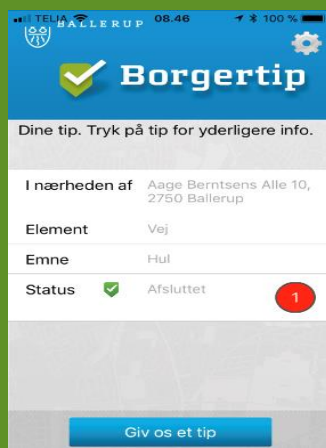 TELIA 08.46 100 %
BALLERUP
Borgertip
Dine tip. Tryk på tip for yderligere info.
I nærheden af Aage Berntsens Alle 10,
2750 Ballerup
Element Vej
Emne Hul
Status Afsluttet 1
Giv os et tip